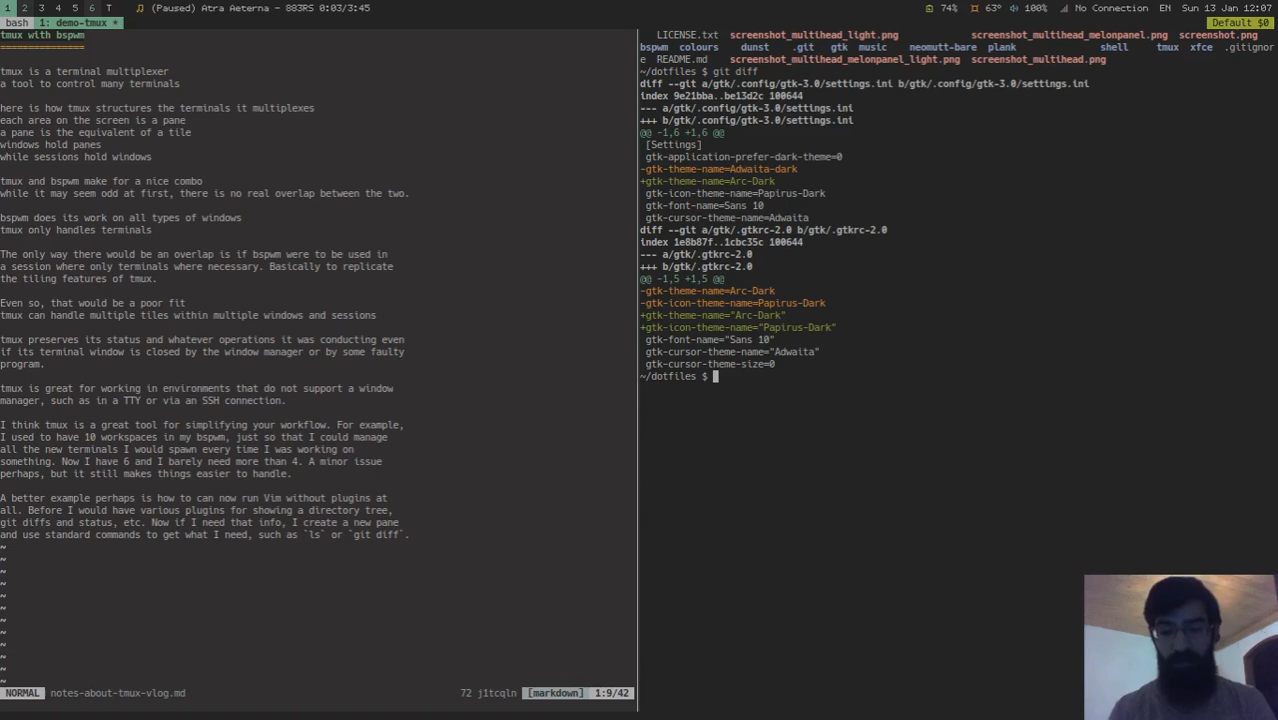 1 2 3 4 5 6 T (Paused) Atra Aeterna - 883RS 0:03/3:45 74% 63° 100% No Connection EN Sun 13 Jan 12:07
bash 1: demo-tmux * Default $0
tmux with bspwm
===============
tmux is a terminal multiplexer
a tool to control many terminals
here is how tmux structures the terminals it multiplexes
each area on the screen is a pane
a pane is the equivalent of a tile
windows hold panes
while sessions hold windows
tmux and bspwm make for a nice combo
while it may seem odd at first, there is no real overlap between the two.
bspwm does its work on all types of windows
tmux only handles terminals
The only way there would be an overlap is if bspwm were to be used in
a session where only terminals where necessary. Basically to replicate
the tiling features of tmux.
Even so, that would be a poor fit
tmux can handle multiple tiles within multiple windows and sessions
tmux preserves its status and whatever operations it was conducting even
if its terminal window is closed by the window manager or by some faulty
program.
tmux is great for working in environments that do not support a window
manager, such as in a TTY or via an SSH connection.
I think tmux is a great tool for simplifying your workflow. For example,
I used to have 10 workspaces in my bspwm, just so that I could manage
all the new terminals I would spawn every time I was working on
something. Now I have 6 and I barely need more than 4. A minor issue
perhaps, but it still makes things easier to handle.
A better example perhaps is how to can now run Vim without plugins at
all. Before I would have various plugins for showing a directory tree,
git diffs and status, etc. Now if I need that info, I create a new pane
and use standard commands to get what I need, such as `ls` or `git diff`.
~
~
~
~
~
~
~
~
~
~
~
~
NORMAL notes-about-tmux-vlog.md 72 j1tcqln [markdown] 1:9/42
LICENSE.txt screenshot_multihead_light.png screenshot_multihead_melonpanel.png screenshot.png
bspwm colours dunst .git gtk music neomutt-bare plank shell tmux xfce .gitignor
e README.md screenshot_multihead_melonpanel_light.png screenshot_multihead.png
~/dotfiles $ git diff
diff --git a/gtk/.config/gtk-3.0/settings.ini b/gtk/.config/gtk-3.0/settings.ini
index 9e21bba..be13d2c 100644
--- a/gtk/.config/gtk-3.0/settings.ini
+++ b/gtk/.config/gtk-3.0/settings.ini
@@ -1,6 +1,6 @@
[Settings]
gtk-application-prefer-dark-theme=0
-gtk-theme-name=Adwaita-dark
+gtk-theme-name=Arc-Dark
gtk-icon-theme-name=Papirus-Dark
gtk-font-name=Sans 10
gtk-cursor-theme-name=Adwaita
diff --git a/gtk/.gtkrc-2.0 b/gtk/.gtkrc-2.0
index 1e8b87f..1cbc35c 100644
--- a/gtk/.gtkrc-2.0
+++ b/gtk/.gtkrc-2.0
@@ -1,5 +1,5 @@
-gtk-theme-name=Arc-Dark
-gtk-icon-theme-name=Papirus-Dark
+gtk-theme-name="Arc-Dark"
+gtk-icon-theme-name="Papirus-Dark"
gtk-font-name="Sans 10"
gtk-cursor-theme-name="Adwaita"
gtk-cursor-theme-size=0
~/dotfiles $